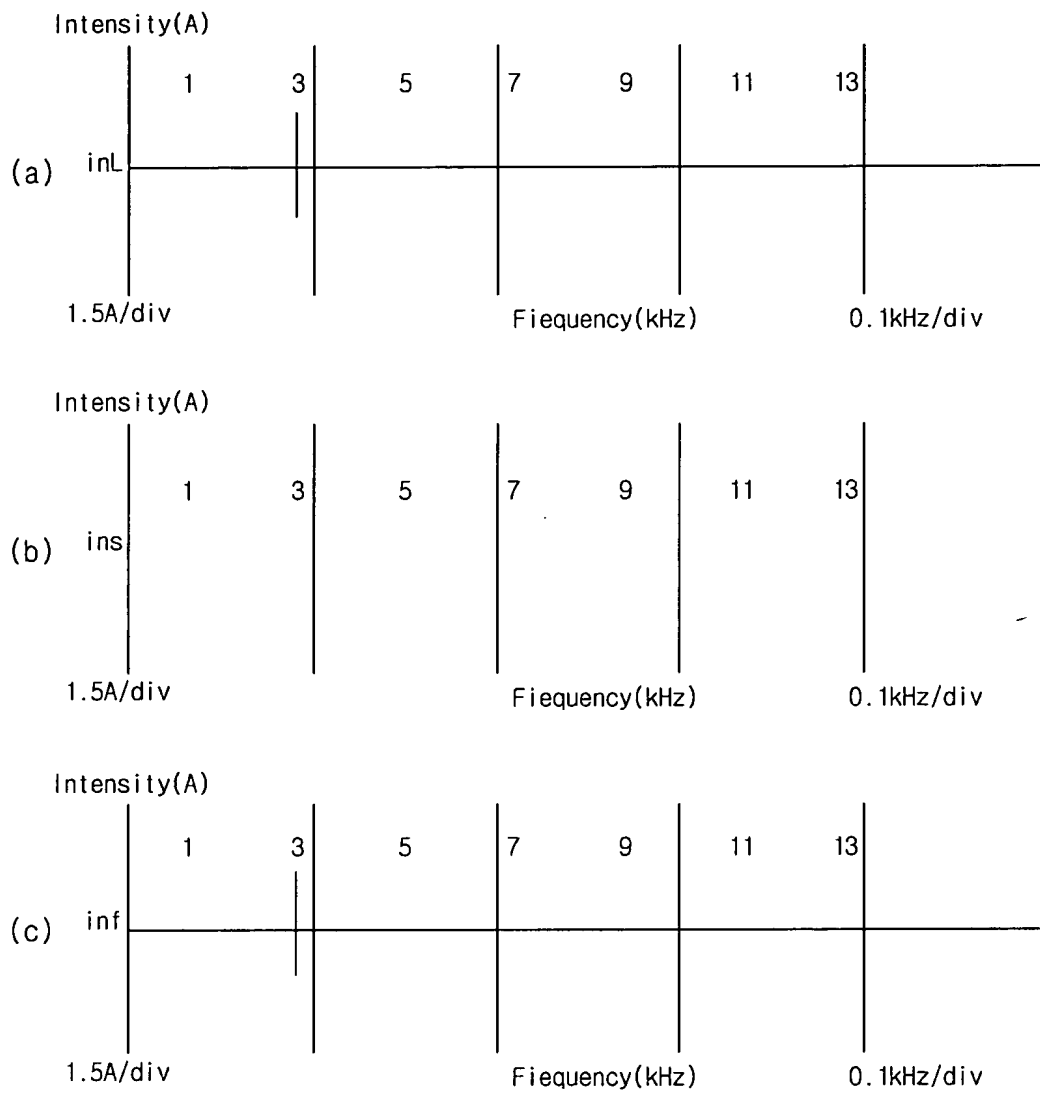 Intensity(A)
1 3 5 7 9 11 13
(a) inL
1.5A/div Fiequency(kHz) 0.1kHz/div
Intensity(A)
1 3 5 7 9 11 13
(b) ins
1.5A/div Fiequency(kHz) 0.1kHz/div
Intensity(A)
1 3 5 7 9 11 13
(c) inf
1.5A/div Fiequency(kHz) 0.1kHz/div